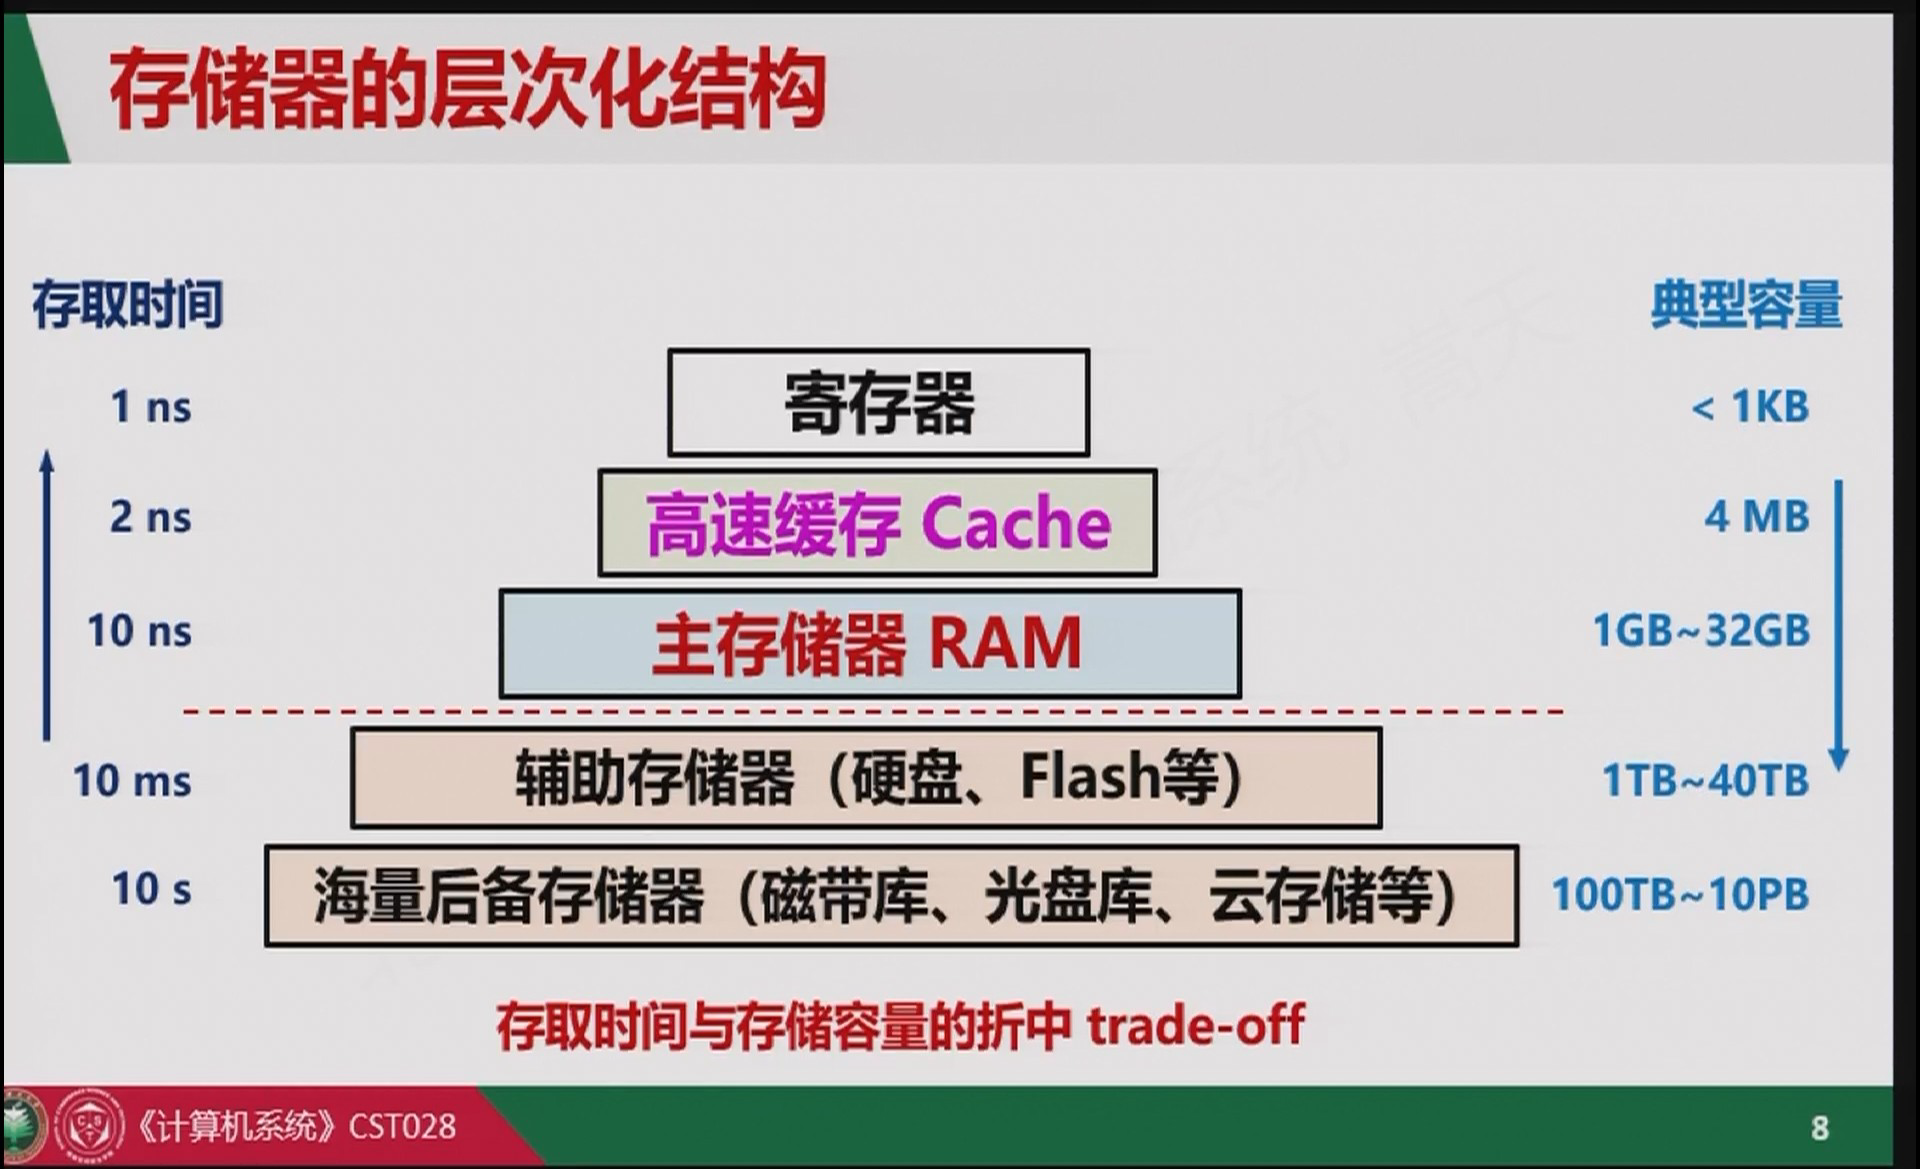 存储器的层次化结构
存取时间
典型容量
1 ns
寄存器
< 1KB
2 ns
高速缓存 Cache
4 MB
10 ns
主存储器 RAM
1GB~32GB
10 ms
辅助存储器（硬盘、Flash等）
1TB~40TB
10 s
海量后备存储器（磁带库、光盘库、云存储等）
100TB~10PB
存取时间与存储容量的折中 trade-off
《计算机系统》CST028
8
系统 嵩天